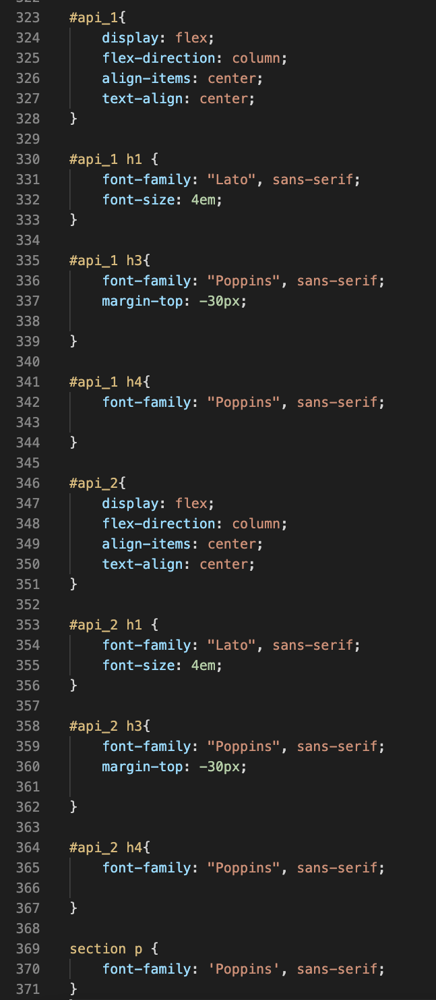 323 #api_1{
324     display: flex;
325     flex-direction: column;
326     align-items: center;
327     text-align: center;
328 }
329
330 #api_1 h1 {
331     font-family: "Lato", sans-serif;
332     font-size: 4em;
333 }
334
335 #api_1 h3{
336     font-family: "Poppins", sans-serif;
337     margin-top: -30px;
338
339 }
340
341 #api_1 h4{
342     font-family: "Poppins", sans-serif;
343
344 }
345
346 #api_2{
347     display: flex;
348     flex-direction: column;
349     align-items: center;
350     text-align: center;
351 }
352
353 #api_2 h1 {
354     font-family: "Lato", sans-serif;
355     font-size: 4em;
356 }
357
358 #api_2 h3{
359     font-family: "Poppins", sans-serif;
360     margin-top: -30px;
361
362 }
363
364 #api_2 h4{
365     font-family: "Poppins", sans-serif;
366
367 }
368
369 section p {
370     font-family: 'Poppins', sans-serif;
371 }